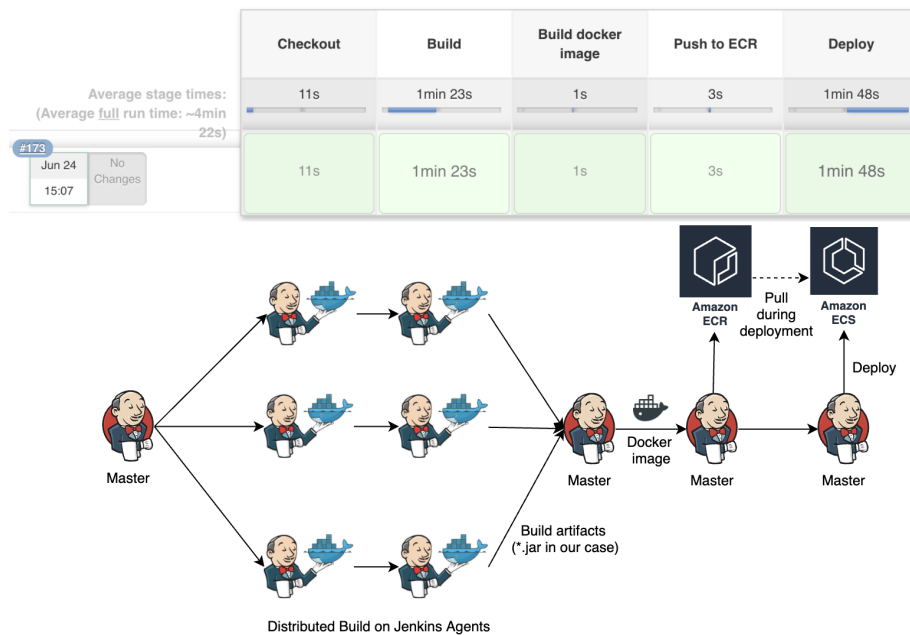 Checkout
Build
Build docker
image
Push to ECR
Deploy
Average stage times:
(Average full run time: ~4min
22s)
11s
1min 23s
1s
3s
1min 48s
#173
Jun 24
15:07
No
Changes
11s
1min 23s
1s
3s
1min 48s
Amazon
ECR
Pull
during
deployment
Amazon
ECS
Deploy
Master
Docker
image
Master
Master
Master
Build artifacts
(*.jar in our case)
Distributed Build on Jenkins Agents